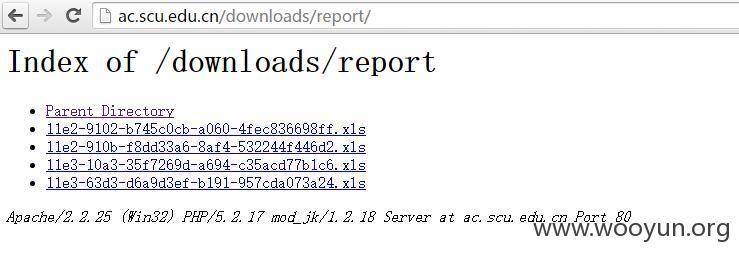 ac.scu.edu.cn/downloads/report/
Index of /downloads/report
Parent Directory
11e2-9102-b745c0cb-a060-4fec836698ff.xls
11e2-910b-f8dd33a6-8af4-532244f446d2.xls
11e3-10a3-35f7269d-a694-c35acd77b1c6.xls
11e3-63d3-d6a9d3ef-b191-957cda073a24.xls
Apache/2.2.25 (Win32) PHP/5.2.17 mod_jk/1.2.18 Server at ac.scu.edu.cn Port 80
www.wooyun.org